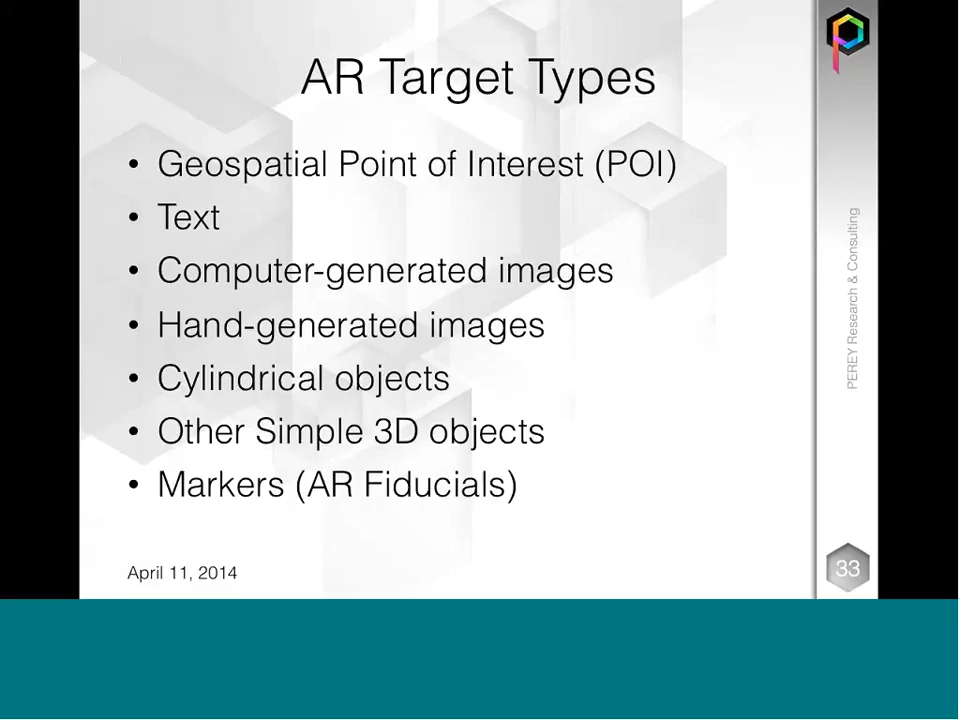 AR Target Types
• Geospatial Point of Interest (POI)
• Text
• Computer-generated images
• Hand-generated images
• Cylindrical objects
• Other Simple 3D objects
• Markers (AR Fiducials)
April 11, 2014
PEREY Research & Consulting
33